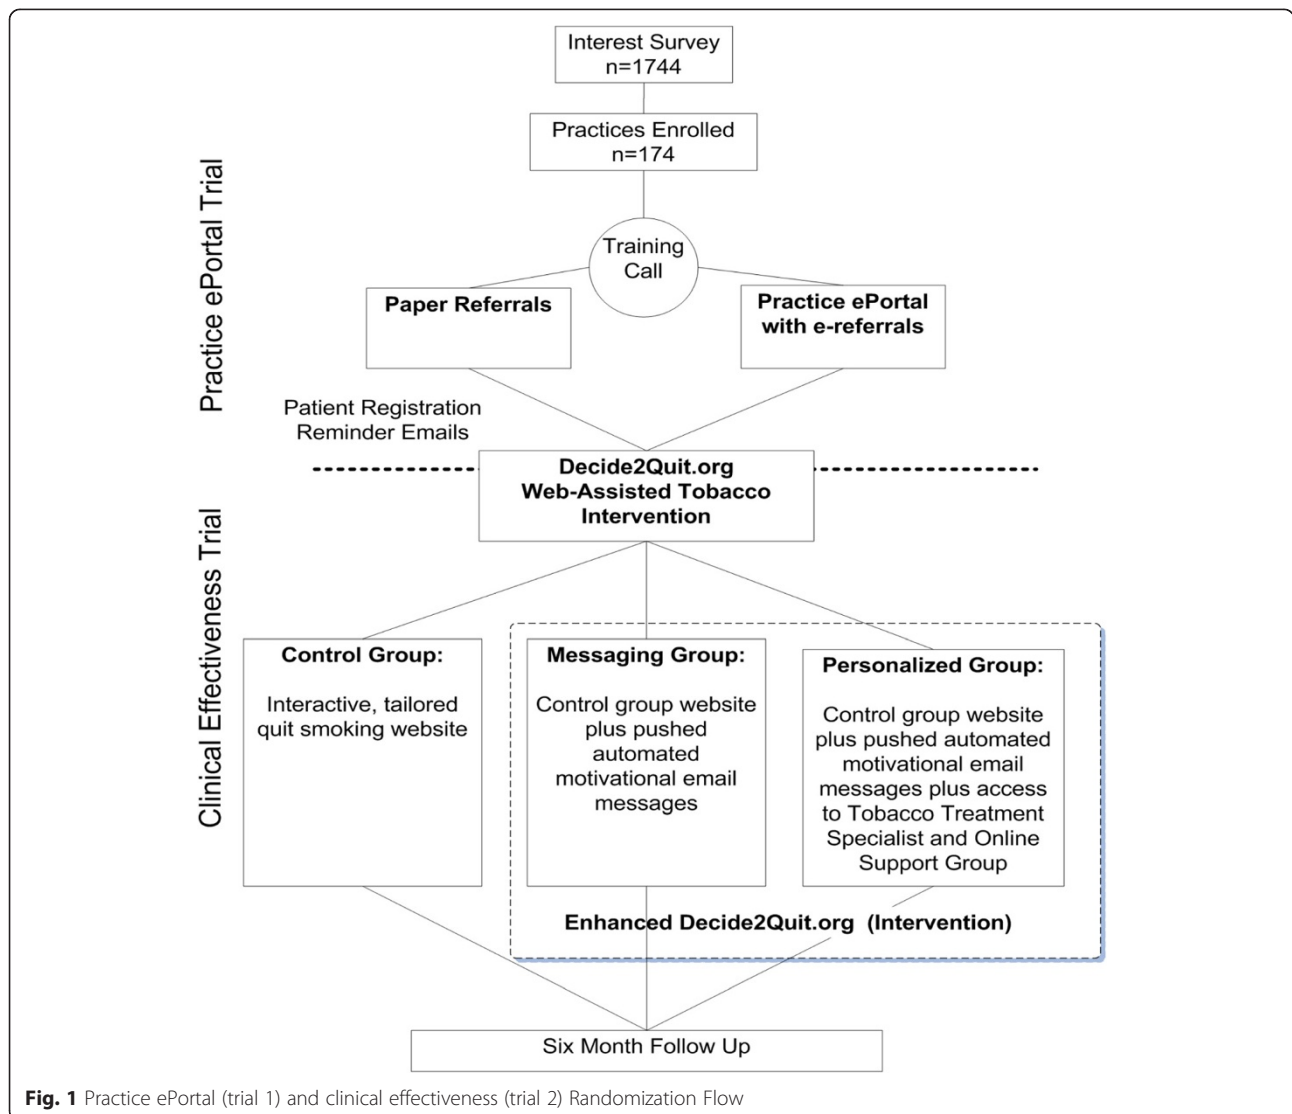 Interest Survey
n=1744
Practices Enrolled
n=174
Practice ePortal Trial
Training
Call
Paper Referrals
Practice ePortal
with e-referrals
Patient Registration
Reminder Emails
Decide2Quit.org
Web-Assisted Tobacco
Intervention
Clinical Effectiveness Trial
Control Group:
Interactive, tailored
quit smoking website
Messaging Group:
Control group website
plus pushed
automated
motivational email
messages
Personalized Group:
Control group website
plus pushed automated
motivational email
messages plus access
to Tobacco Treatment
Specialist and Online
Support Group
Enhanced Decide2Quit.org (Intervention)
Six Month Follow Up
Fig. 1 Practice ePortal (trial 1) and clinical effectiveness (trial 2) Randomization Flow